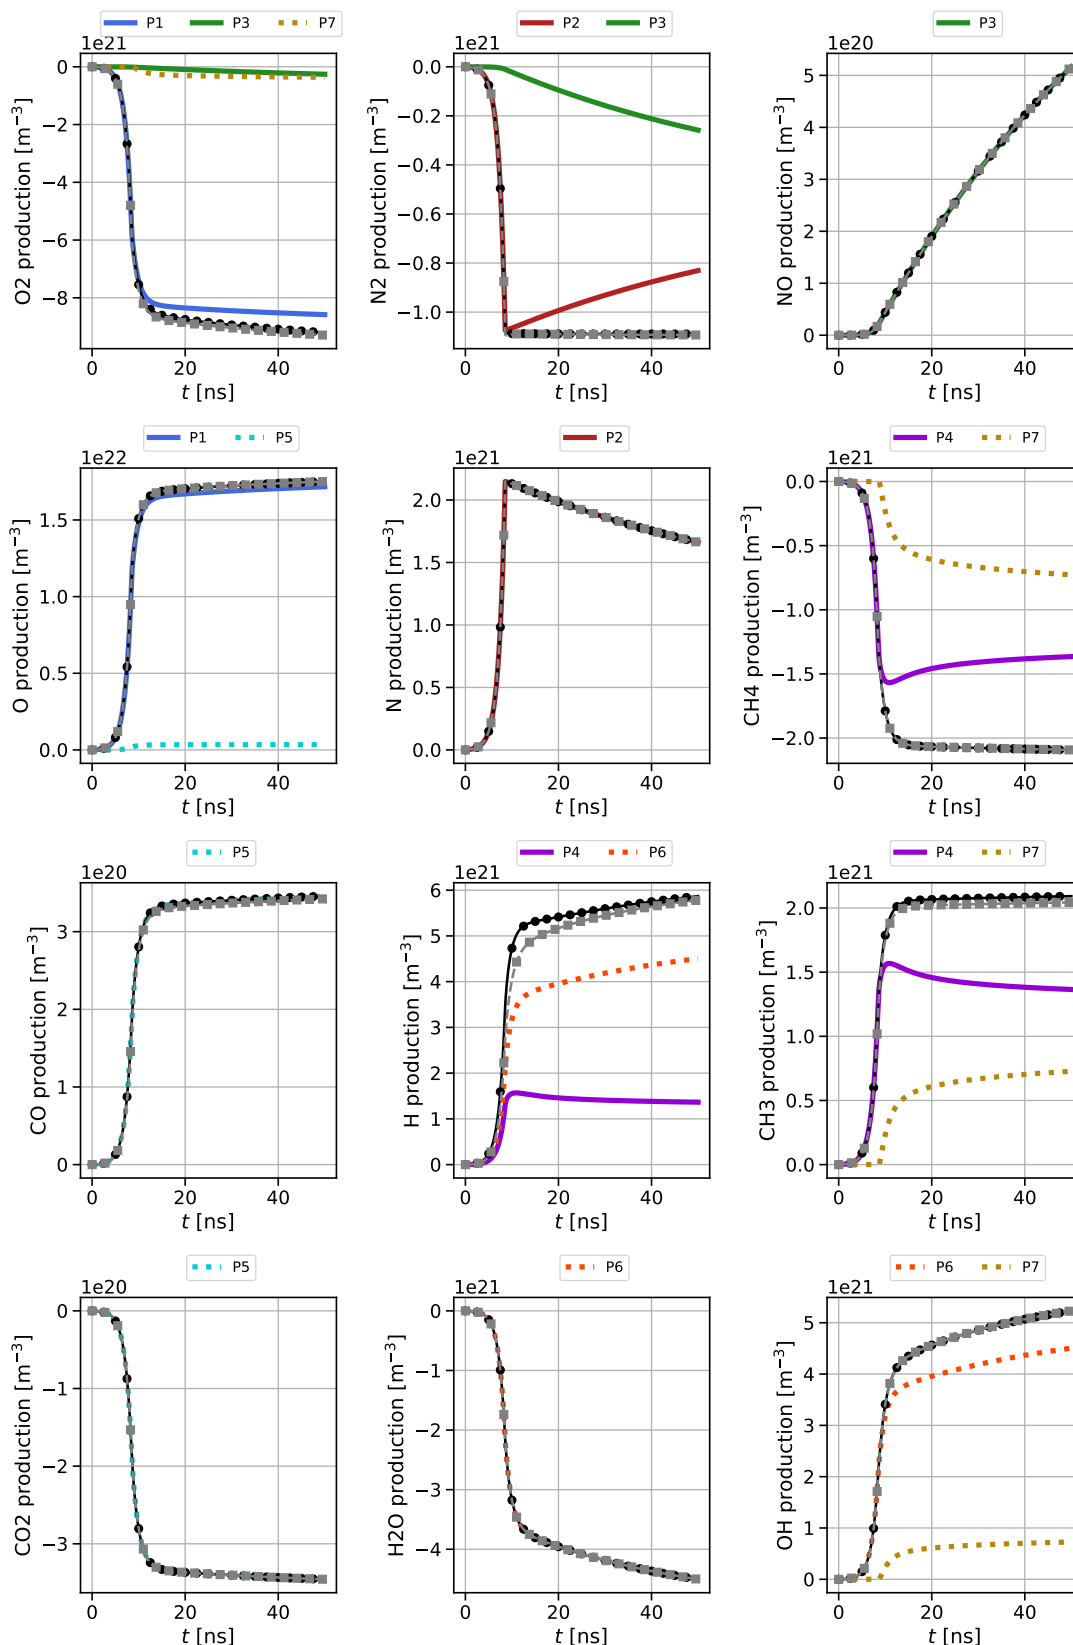 P1 P3 P7
1e21
O2 production [m⁻³]
0
−2
−4
−6
−8
0 20 40
t [ns]
P2 P3
1e21
N2 production [m⁻³]
0.0
−0.2
−0.4
−0.6
−0.8
−1.0
0 20 40
t [ns]
P3
1e20
NO production [m⁻³]
5
4
3
2
1
0
0 20 40
t [ns]
P1 P5
1e22
O production [m⁻³]
1.5
1.0
0.5
0.0
0 20 40
t [ns]
P2
1e21
N production [m⁻³]
2.0
1.5
1.0
0.5
0.0
0 20 40
t [ns]
P4 P7
1e21
CH4 production [m⁻³]
0.0
−0.5
−1.0
−1.5
−2.0
0 20 40
t [ns]
P5
1e20
CO production [m⁻³]
3
2
1
0
0 20 40
t [ns]
P4 P6
1e21
H production [m⁻³]
6
5
4
3
2
1
0
0 20 40
t [ns]
P4 P7
1e21
CH3 production [m⁻³]
2.0
1.5
1.0
0.5
0.0
0 20 40
t [ns]
P5
1e20
CO2 production [m⁻³]
0
−1
−2
−3
0 20 40
t [ns]
P6
1e21
H2O production [m⁻³]
0
−1
−2
−3
−4
0 20 40
t [ns]
P6 P7
1e21
OH production [m⁻³]
5
4
3
2
1
0
0 20 40
t [ns]